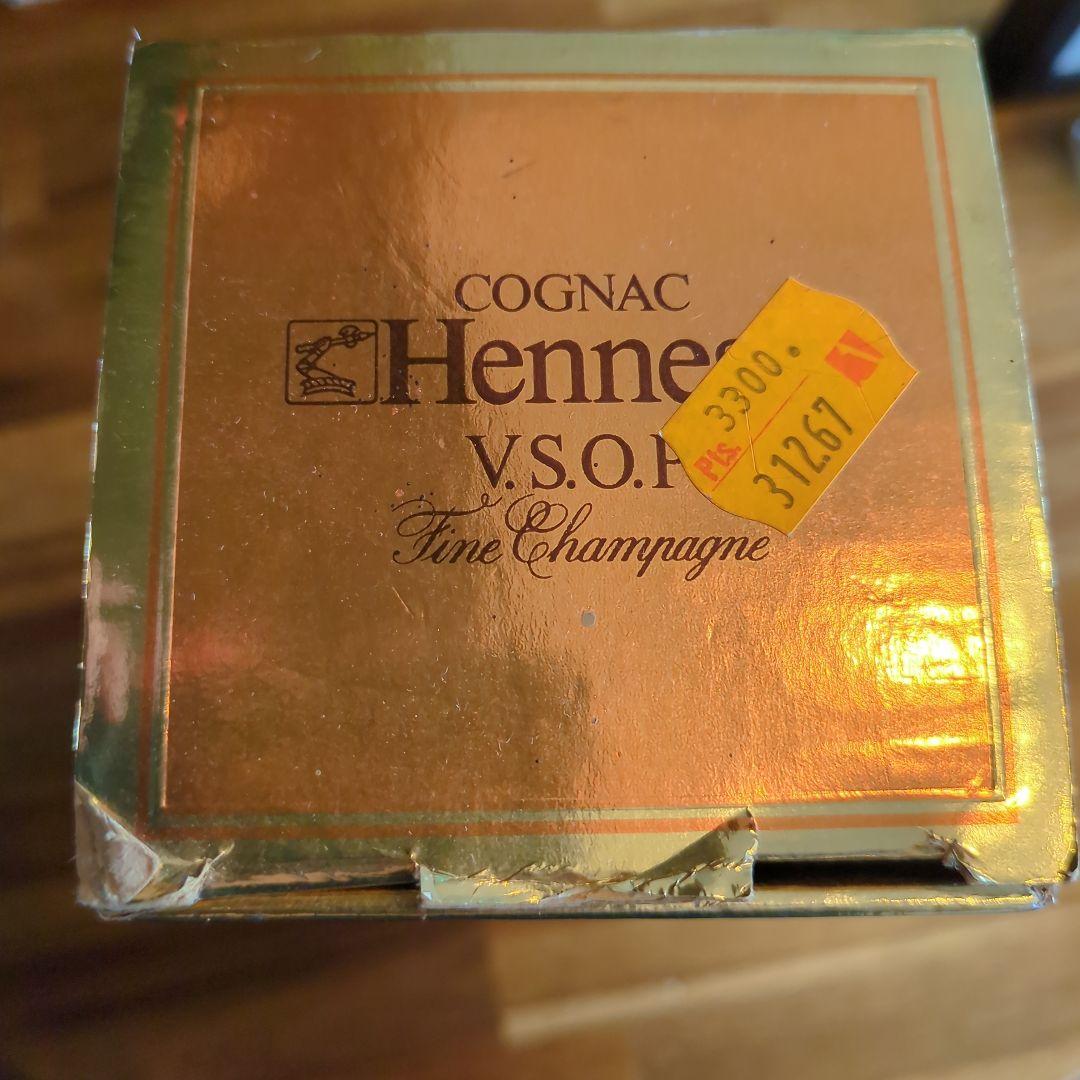 COGNAC
Hennes
V.S.O.P
Fine Champagne
Pts. 3300.
312.67